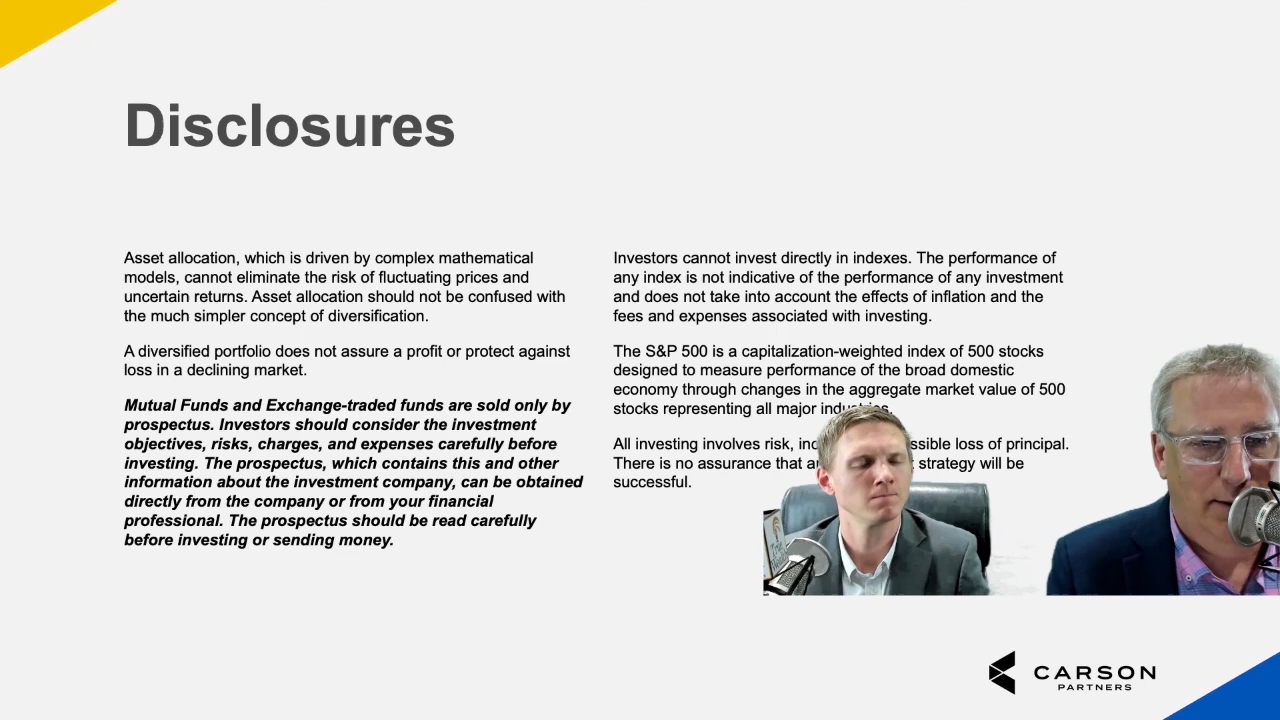 Disclosures
Asset allocation, which is driven by complex mathematical
models, cannot eliminate the risk of fluctuating prices and
uncertain returns. Asset allocation should not be confused with
the much simpler concept of diversification.
A diversified portfolio does not assure a profit or protect against
loss in a declining market.
Mutual Funds and Exchange-traded funds are sold only by
prospectus. Investors should consider the investment
objectives, risks, charges, and expenses carefully before
investing. The prospectus, which contains this and other
information about the investment company, can be obtained
directly from the company or from your financial
professional. The prospectus should be read carefully
before investing or sending money.
Investors cannot invest directly in indexes. The performance of
any index is not indicative of the performance of any investment
and does not take into account the effects of inflation and the
fees and expenses associated with investing.
The S&P 500 is a capitalization-weighted index of 500 stocks
designed to measure performance of the broad domestic
economy through changes in the aggregate market value of 500
stocks representing all major industries.
All investing involves risk, loss of principal.
There is no assurance that strategy will be
successful.
CARSON
PARTNERS